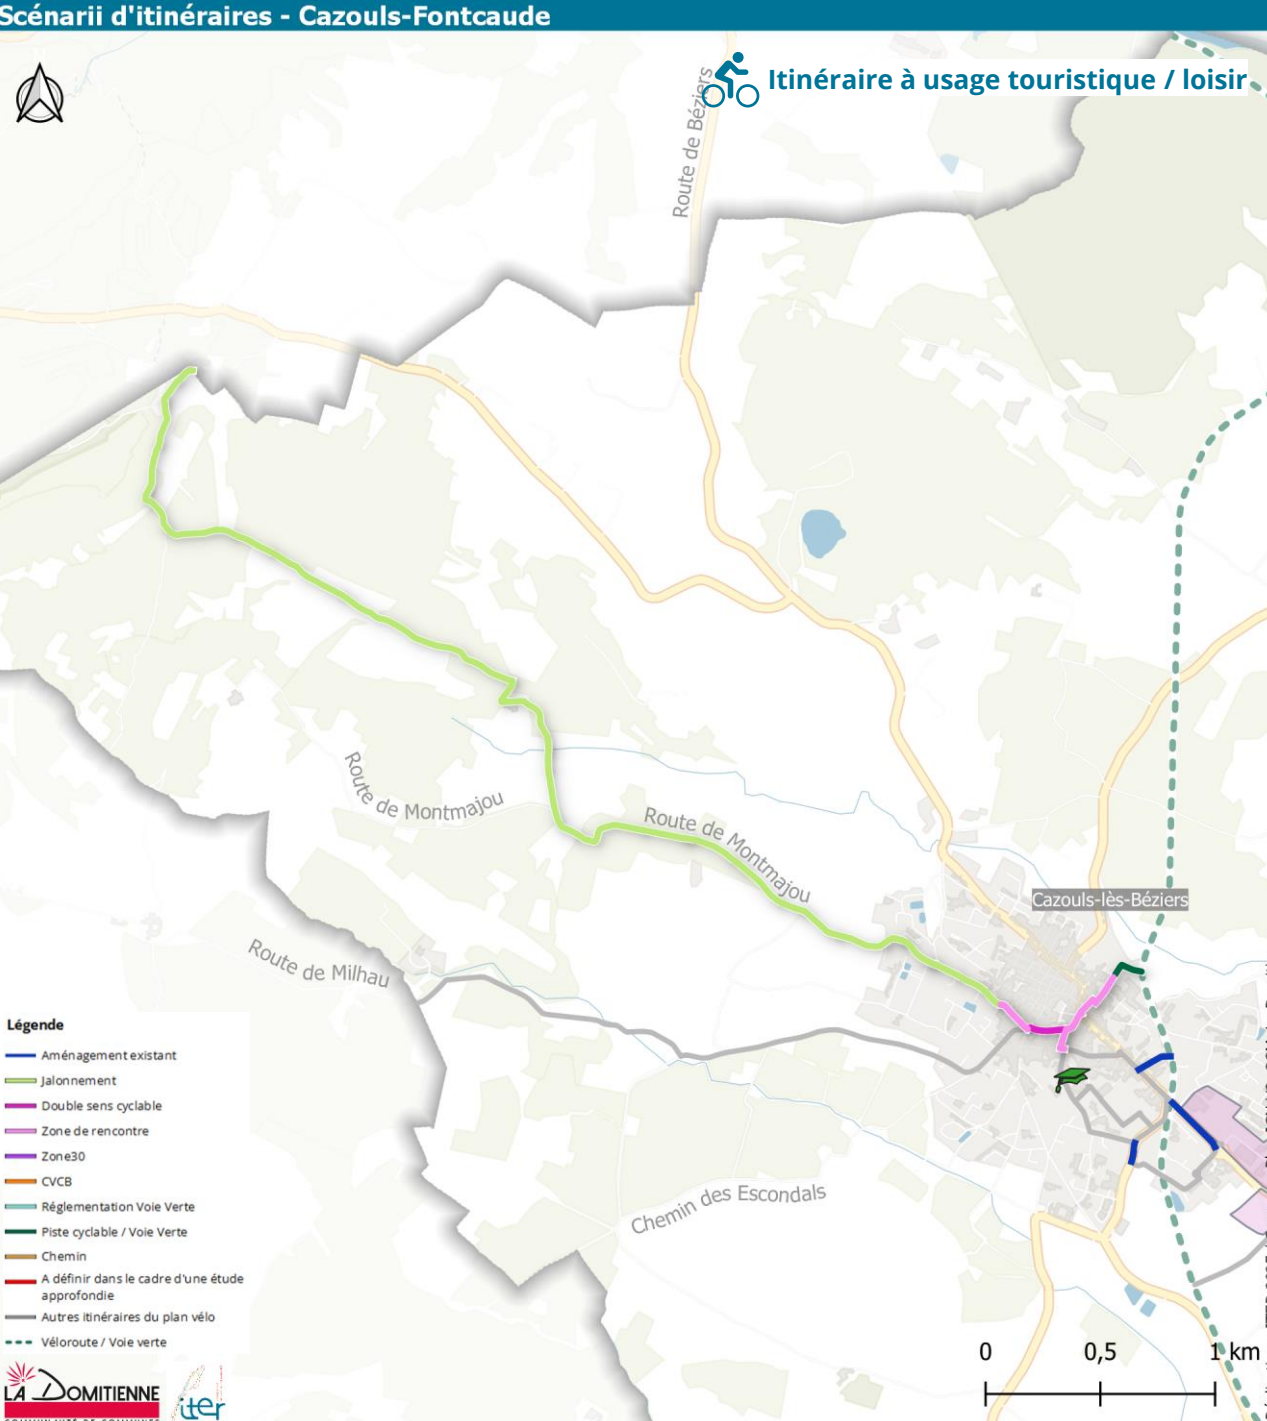 Scénarii d'itinéraires - Cazouls-Fontcaude
Itinéraire à usage touristique / loisir
Route de Béziers
Route de Montmajou
Route de Montmajou
Cazouls-lès-Béziers
Route de Milhau
Chemin des Escondals
Légende
Aménagement existant
Jalonnement
Double sens cyclable
Zone de rencontre
Zone30
CVCB
Réglementation Voie Verte
Piste cyclable / Voie Verte
Chemin
A définir dans le cadre d'une étude
approfondie
Autres itinéraires du plan vélo
Véloroute / Voie verte
0 0,5 1 km
LA DOMITIENNE
COMMUNAUTÉ DE COMMUNES
iter